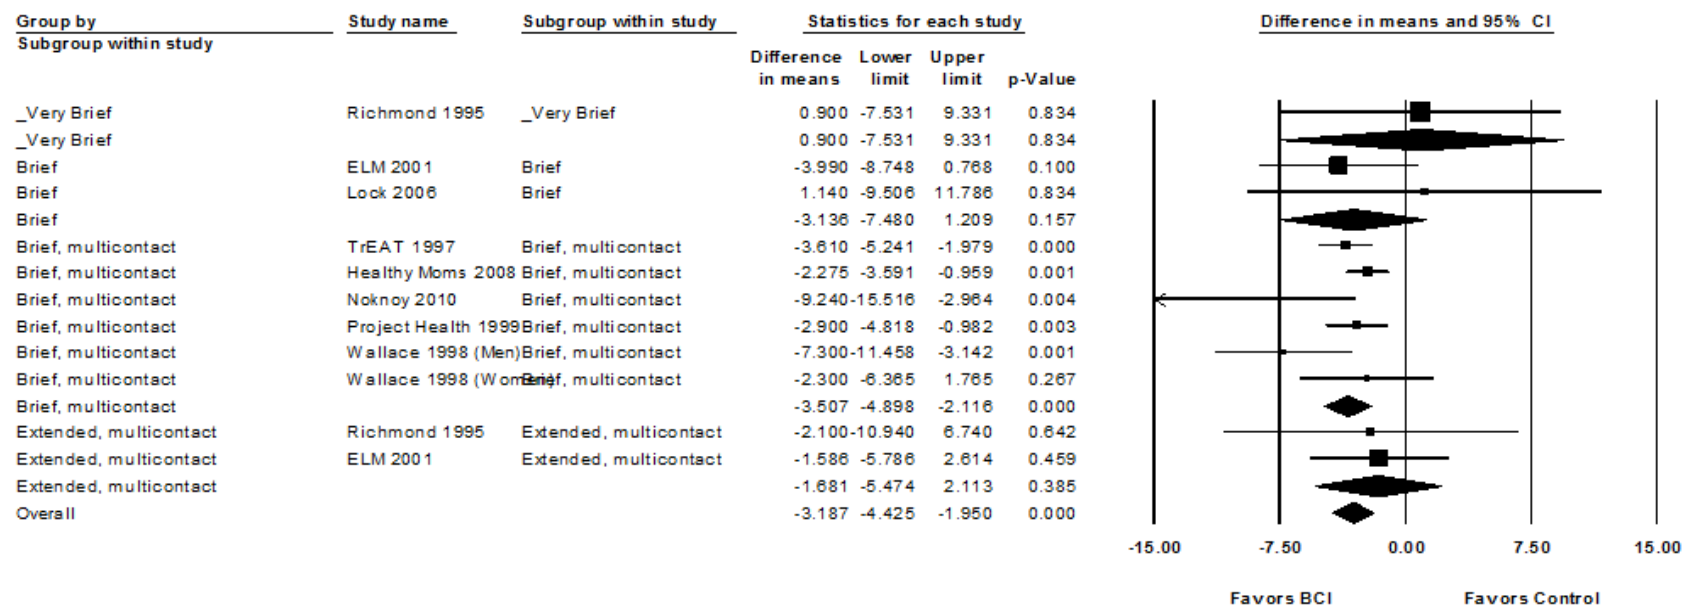 Group by Study name Subgroup within study Statistics for each study Difference in means and 95% CI
Subgroup within study
Difference Lower Upper
in means limit limit p-Value
_Very Brief Richmond 1995 _Very Brief 0.900 -7.531 9.331 0.834
_Very Brief 0.900 -7.531 9.331 0.834
Brief ELM 2001 Brief -3.990 -8.748 0.768 0.100
Brief Lock 2006 Brief 1.140 -9.506 11.786 0.834
Brief -3.136 -7.480 1.209 0.157
Brief, multicontact TrEAT 1997 Brief, multicontact -3.610 -5.241 -1.979 0.000
Brief, multicontact Healthy Moms 2008 Brief, multicontact -2.275 -3.591 -0.959 0.001
Brief, multicontact Noknoy 2010 Brief, multicontact -9.240 -15.516 -2.964 0.004
Brief, multicontact Project Health 1999 Brief, multicontact -2.900 -4.818 -0.982 0.003
Brief, multicontact Wallace 1998 (Men) Brief, multicontact -7.300 -11.458 -3.142 0.001
Brief, multicontact Wallace 1998 (Women) Brief, multicontact -2.300 -6.365 1.765 0.267
Brief, multicontact -3.507 -4.898 -2.116 0.000
Extended, multicontact Richmond 1995 Extended, multicontact -2.100 -10.940 6.740 0.642
Extended, multicontact ELM 2001 Extended, multicontact -1.586 -5.786 2.614 0.459
Extended, multicontact -1.681 -5.474 2.113 0.385
Overall -3.187 -4.425 -1.950 0.000
-15.00 -7.50 0.00 7.50 15.00
Favors BCI Favors Control